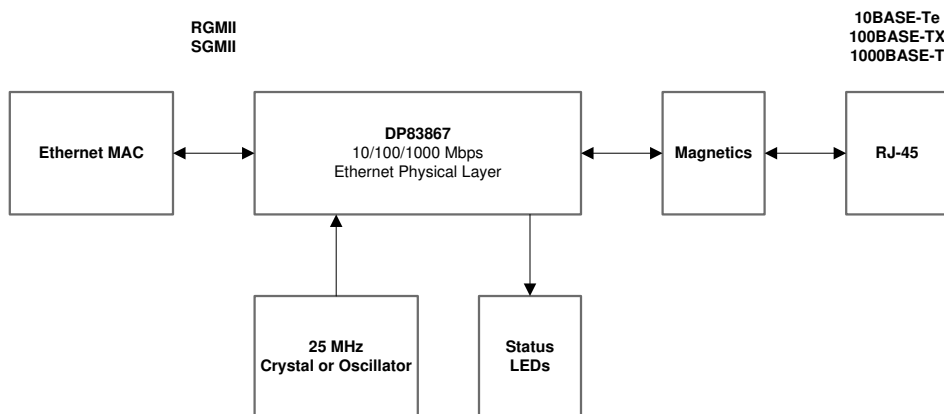 RGMII
SGMII
10BASE-Te
100BASE-TX
1000BASE-T
Ethernet MAC
DP83867
10/100/1000 Mbps
Ethernet Physical Layer
Magnetics
RJ-45
25 MHz
Crystal or Oscillator
Status
LEDs